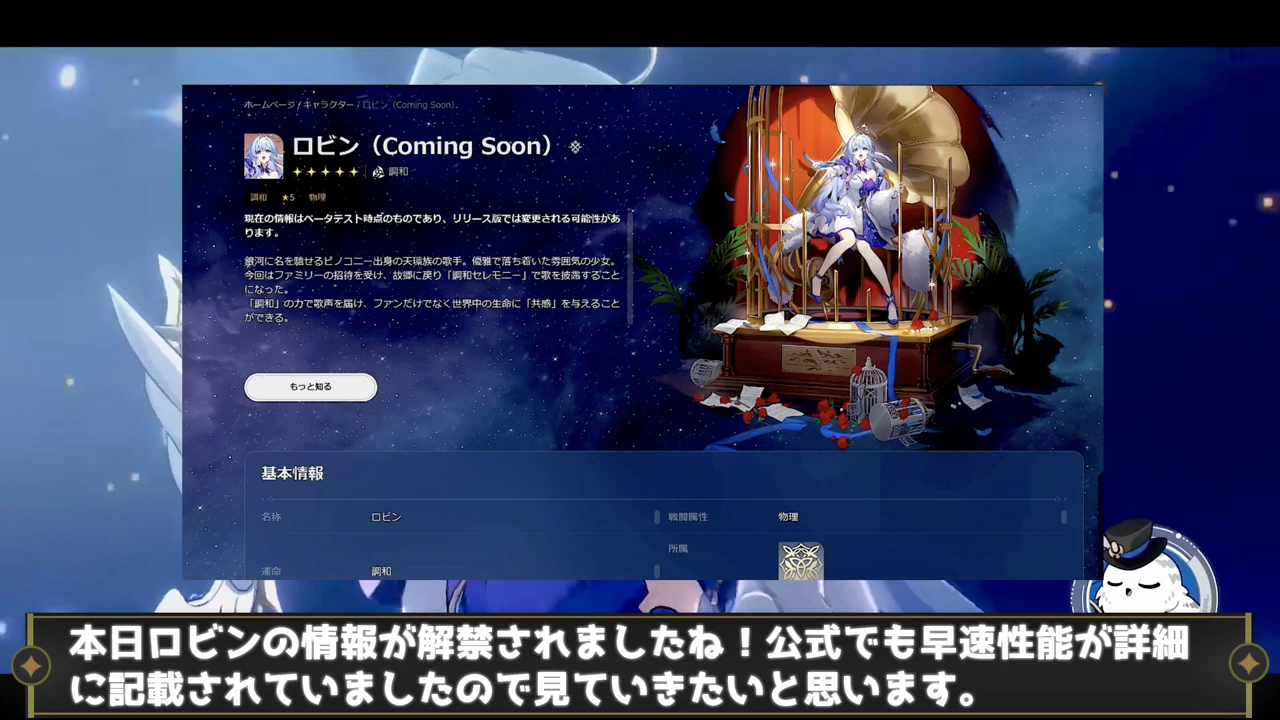 ホームページ / キャラクター / ロビン（Coming Soon）
ロビン（Coming Soon）
調和
調和 ★5 物理
現在の情報はベータテスト時点のものであり、リリース版では変更される可能性があ
ります。
銀河に名を馳せるピノコニー出身の天環族の歌手。優雅で落ち着いた雰囲気の少女。
今回はファミリーの招待を受け、故郷に戻り「調和セレモニー」で歌を披露すること
になった。
「調和」の力で歌声を届け、ファンだけでなく世界中の生命に「共感」を与えること
ができる。
もっと知る
基本情報
名称 ロビン 戦闘属性 物理
所属
運命 調和
本日ロビンの情報が解禁されましたね！公式でも早速性能が詳細
に記載されていましたので見ていきたいと思います。